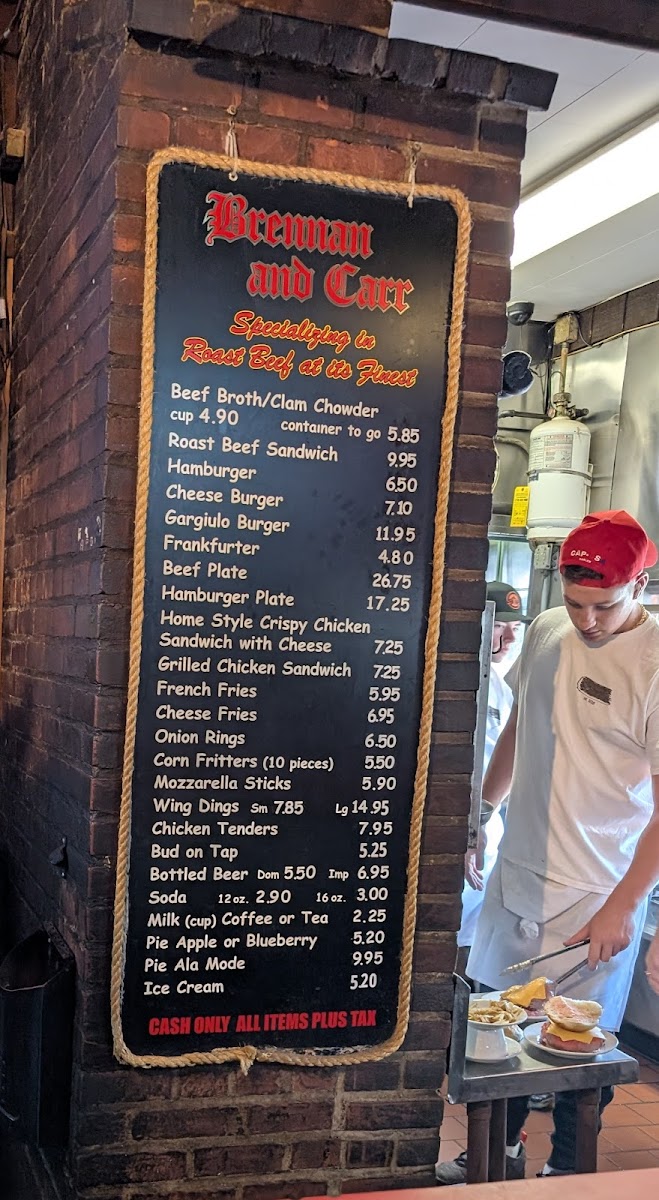 Brennan
and Carr
Specializing in
Roast Beef at its Finest
Beef Broth/Clam Chowder
cup 4.90 container to go 5.85
Roast Beef Sandwich 9.95
Hamburger 6.50
Cheese Burger 7.10
Gargiulo Burger 11.95
Frankfurter 4.80
Beef Plate 26.75
Hamburger Plate 17.25
Home Style Crispy Chicken
Sandwich with Cheese 7.25
Grilled Chicken Sandwich 7.25
French Fries 5.95
Cheese Fries 6.95
Onion Rings 6.50
Corn Fritters (10 pieces) 5.50
Mozzarella Sticks 5.90
Wing Dings Sm 7.85 Lg 14.95
Chicken Tenders 7.95
Bud on Tap 5.25
Bottled Beer Dom 5.50 Imp 6.95
Soda 12 oz. 2.90 16 oz. 3.00
Milk (cup) Coffee or Tea 2.25
Pie Apple or Blueberry 5.20
Pie Ala Mode 9.95
Ice Cream 5.20
CASH ONLY ALL ITEMS PLUS TAX